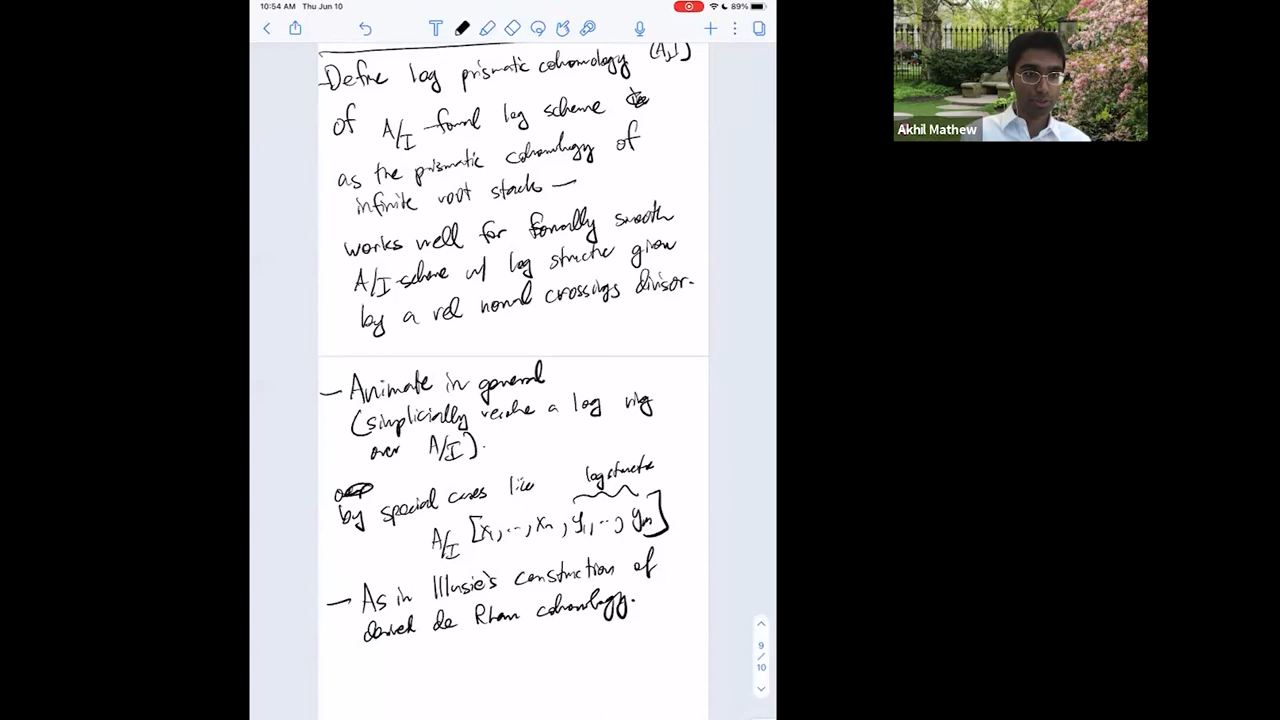 10:54 AM Thu Jun 10
89%
Define log prismatic cohomology (A,I)
of A/I formal log scheme
as the prismatic cohomology of
infinite root stack —
works well for formally smooth
A/I-scheme w/ log structure given
by a rel normal crossings divisor.
— Animate in general
(simplicially resolve a log ring
over A/I).
by special cases like
log structure
A/I [x₁, ..., xₙ, y₁, ..., yₘ]
— As in Illusie's construction of
derived de Rham cohomology.
9
/
10
Akhil Mathew